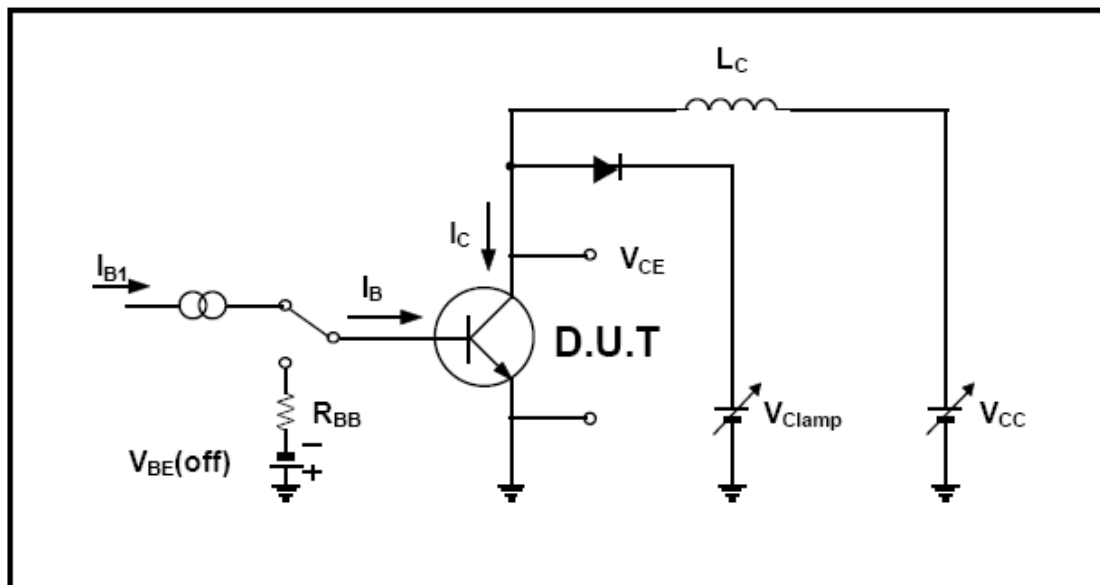 LC
IC
VCE
IB1
IB
D.U.T
RBB
−
VClamp
VCC
VBE(off)
+